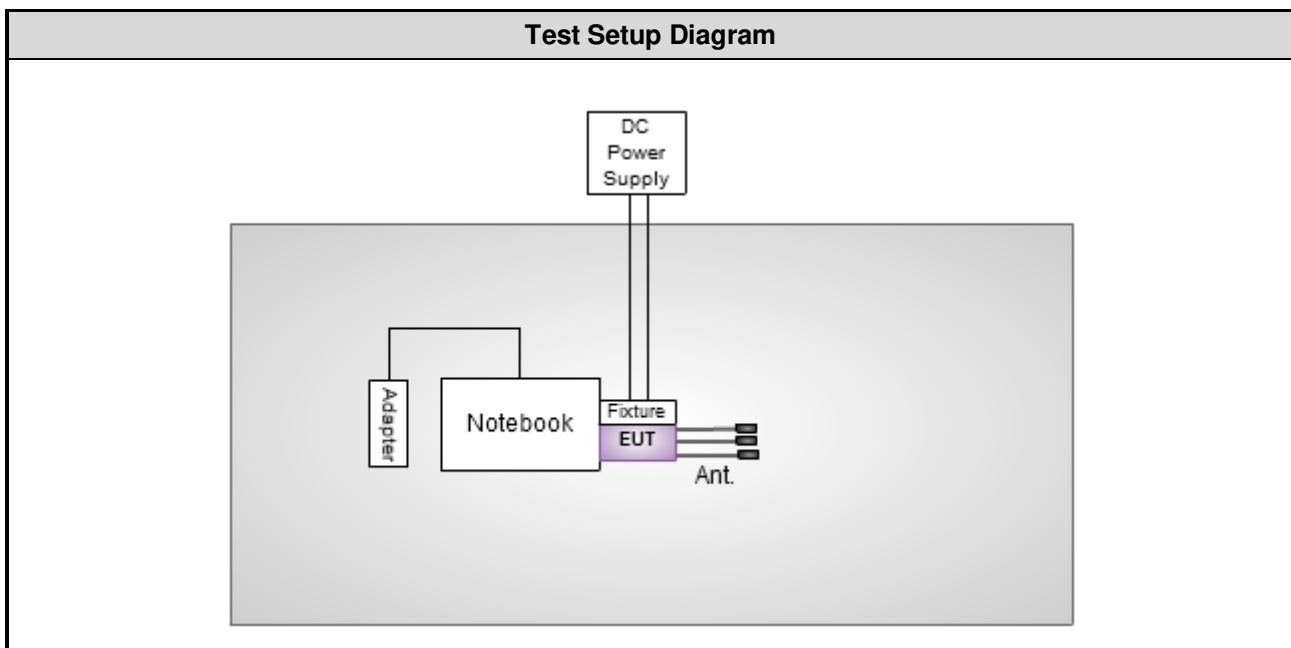 Test Setup Diagram
DC
Power
Supply
Adapter
Notebook
Fixture
EUT
Ant.